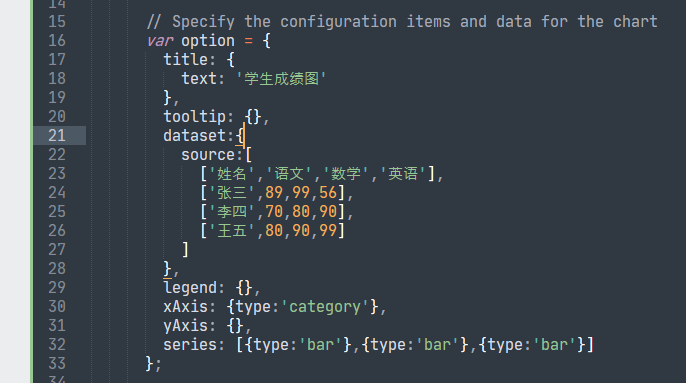 14
15 // Specify the configuration items and data for the chart
16 var option = {
17 title: {
18 text: '学生成绩图'
19 },
20 tooltip: {},
21 dataset:{
22 source:[
23 ['姓名','语文','数学','英语'],
24 ['张三',89,99,56],
25 ['李四',70,80,90],
26 ['王五',80,90,99]
27 ]
28 },
29 legend: {},
30 xAxis: {type:'category'},
31 yAxis: {},
32 series: [{type:'bar'},{type:'bar'},{type:'bar'}]
33 };
34